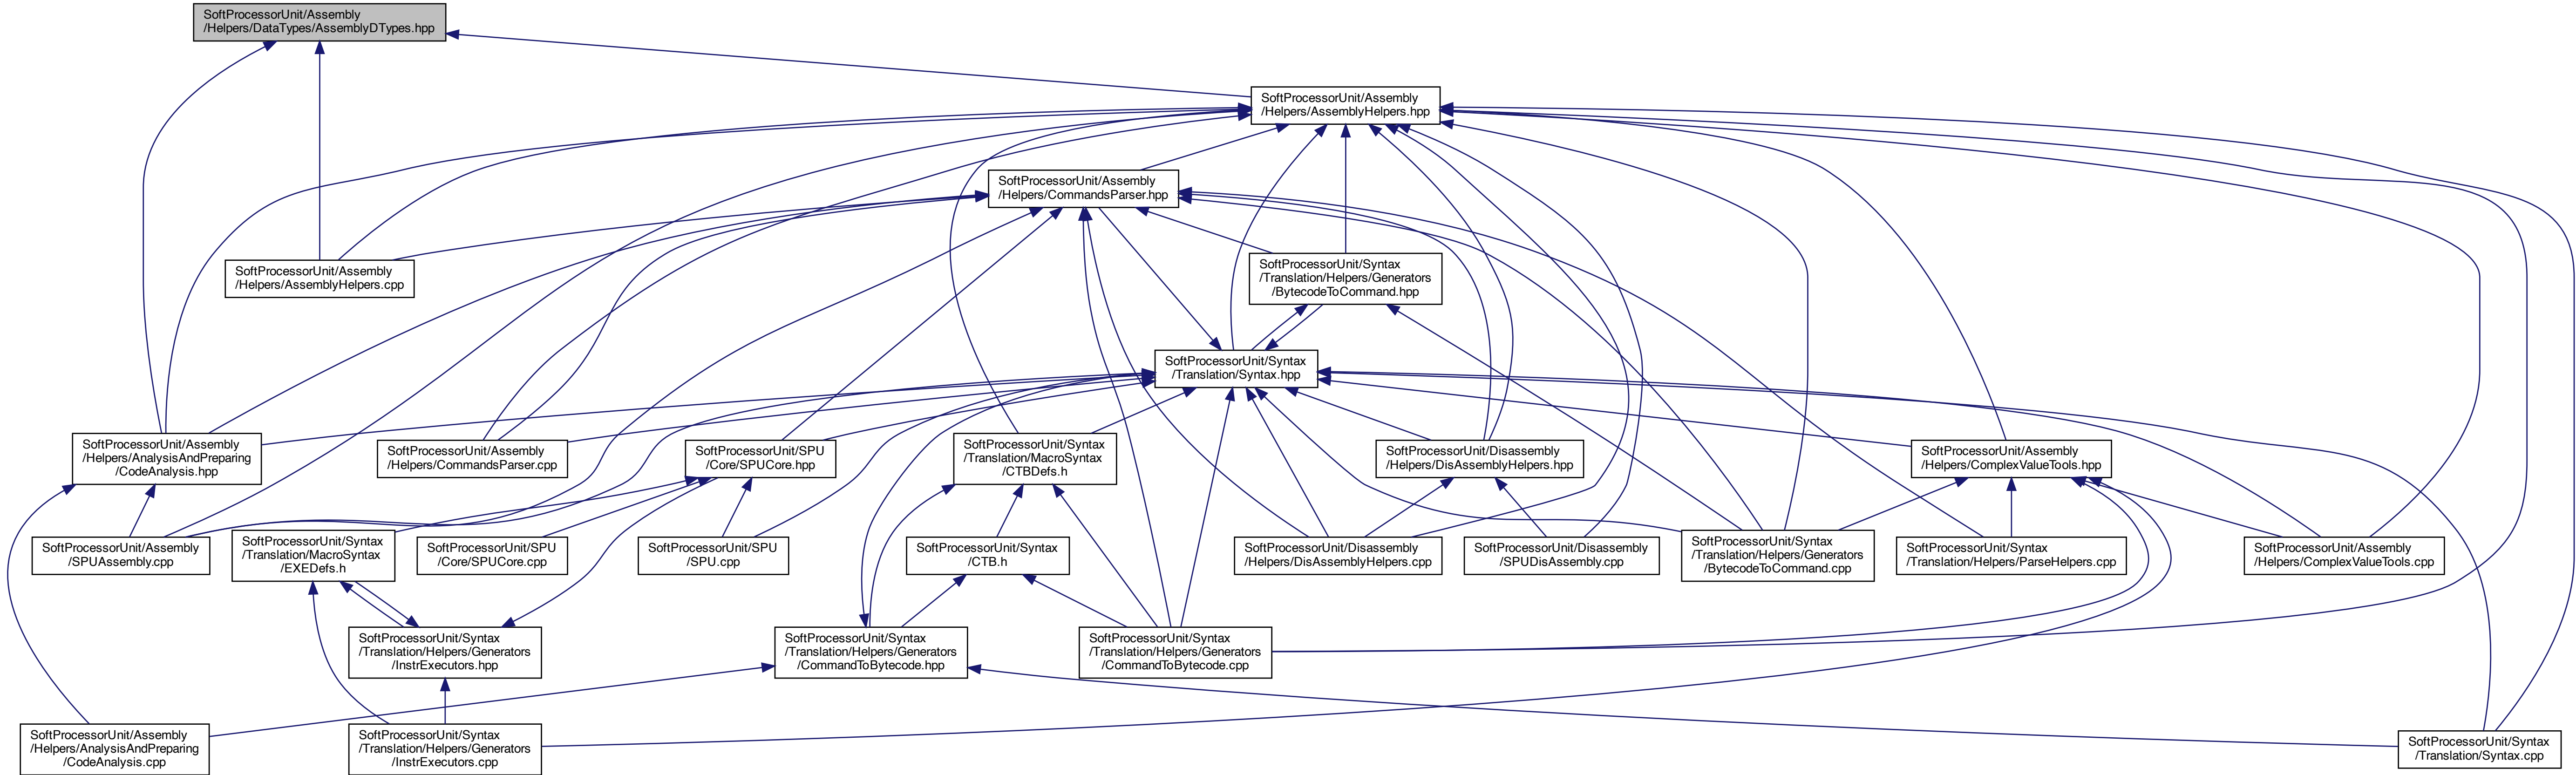 SoftProcessorUnit/Assembly
/Helpers/DataTypes/AssemblyDTypes.hpp
SoftProcessorUnit/Assembly
/Helpers/AssemblyHelpers.hpp
SoftProcessorUnit/Assembly
/Helpers/CommandsParser.hpp
SoftProcessorUnit/Assembly
/Helpers/AssemblyHelpers.cpp
SoftProcessorUnit/Syntax
/Translation/Helpers/Generators
/BytecodeToCommand.hpp
SoftProcessorUnit/Syntax
/Translation/Syntax.hpp
SoftProcessorUnit/Assembly
/Helpers/AnalysisAndPreparing
/CodeAnalysis.hpp
SoftProcessorUnit/Assembly
/Helpers/CommandsParser.cpp
SoftProcessorUnit/SPU
/Core/SPUCore.hpp
SoftProcessorUnit/Syntax
/Translation/MacroSyntax
/CTBDefs.h
SoftProcessorUnit/Disassembly
/Helpers/DisAssemblyHelpers.hpp
SoftProcessorUnit/Assembly
/Helpers/ComplexValueTools.hpp
SoftProcessorUnit/Assembly
/SPUAssembly.cpp
SoftProcessorUnit/Syntax
/Translation/MacroSyntax
/EXEDefs.h
SoftProcessorUnit/SPU
/Core/SPUCore.cpp
SoftProcessorUnit/SPU
/SPU.cpp
SoftProcessorUnit/Syntax
/CTB.h
SoftProcessorUnit/Disassembly
/Helpers/DisAssemblyHelpers.cpp
SoftProcessorUnit/Disassembly
/SPUDisAssembly.cpp
SoftProcessorUnit/Syntax
/Translation/Helpers/Generators
/BytecodeToCommand.cpp
SoftProcessorUnit/Syntax
/Translation/Helpers/ParseHelpers.cpp
SoftProcessorUnit/Assembly
/Helpers/ComplexValueTools.cpp
SoftProcessorUnit/Syntax
/Translation/Helpers/Generators
/InstrExecutors.hpp
SoftProcessorUnit/Syntax
/Translation/Helpers/Generators
/CommandToBytecode.hpp
SoftProcessorUnit/Syntax
/Translation/Helpers/Generators
/CommandToBytecode.cpp
SoftProcessorUnit/Assembly
/Helpers/AnalysisAndPreparing
/CodeAnalysis.cpp
SoftProcessorUnit/Syntax
/Translation/Helpers/Generators
/InstrExecutors.cpp
SoftProcessorUnit/Syntax
/Translation/Syntax.cpp